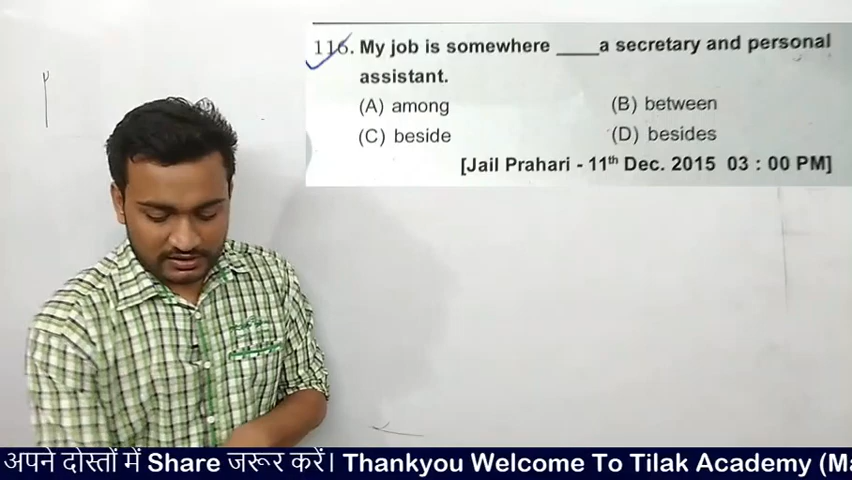 116. My job is somewhere ____a secretary and personal
assistant.
(A) among (B) between
(C) beside (D) besides
[Jail Prahari - 11th Dec. 2015 03 : 00 PM]
अपने दोस्तों में Share जरूर करें। Thankyou Welcome To Tilak Academy (Ma